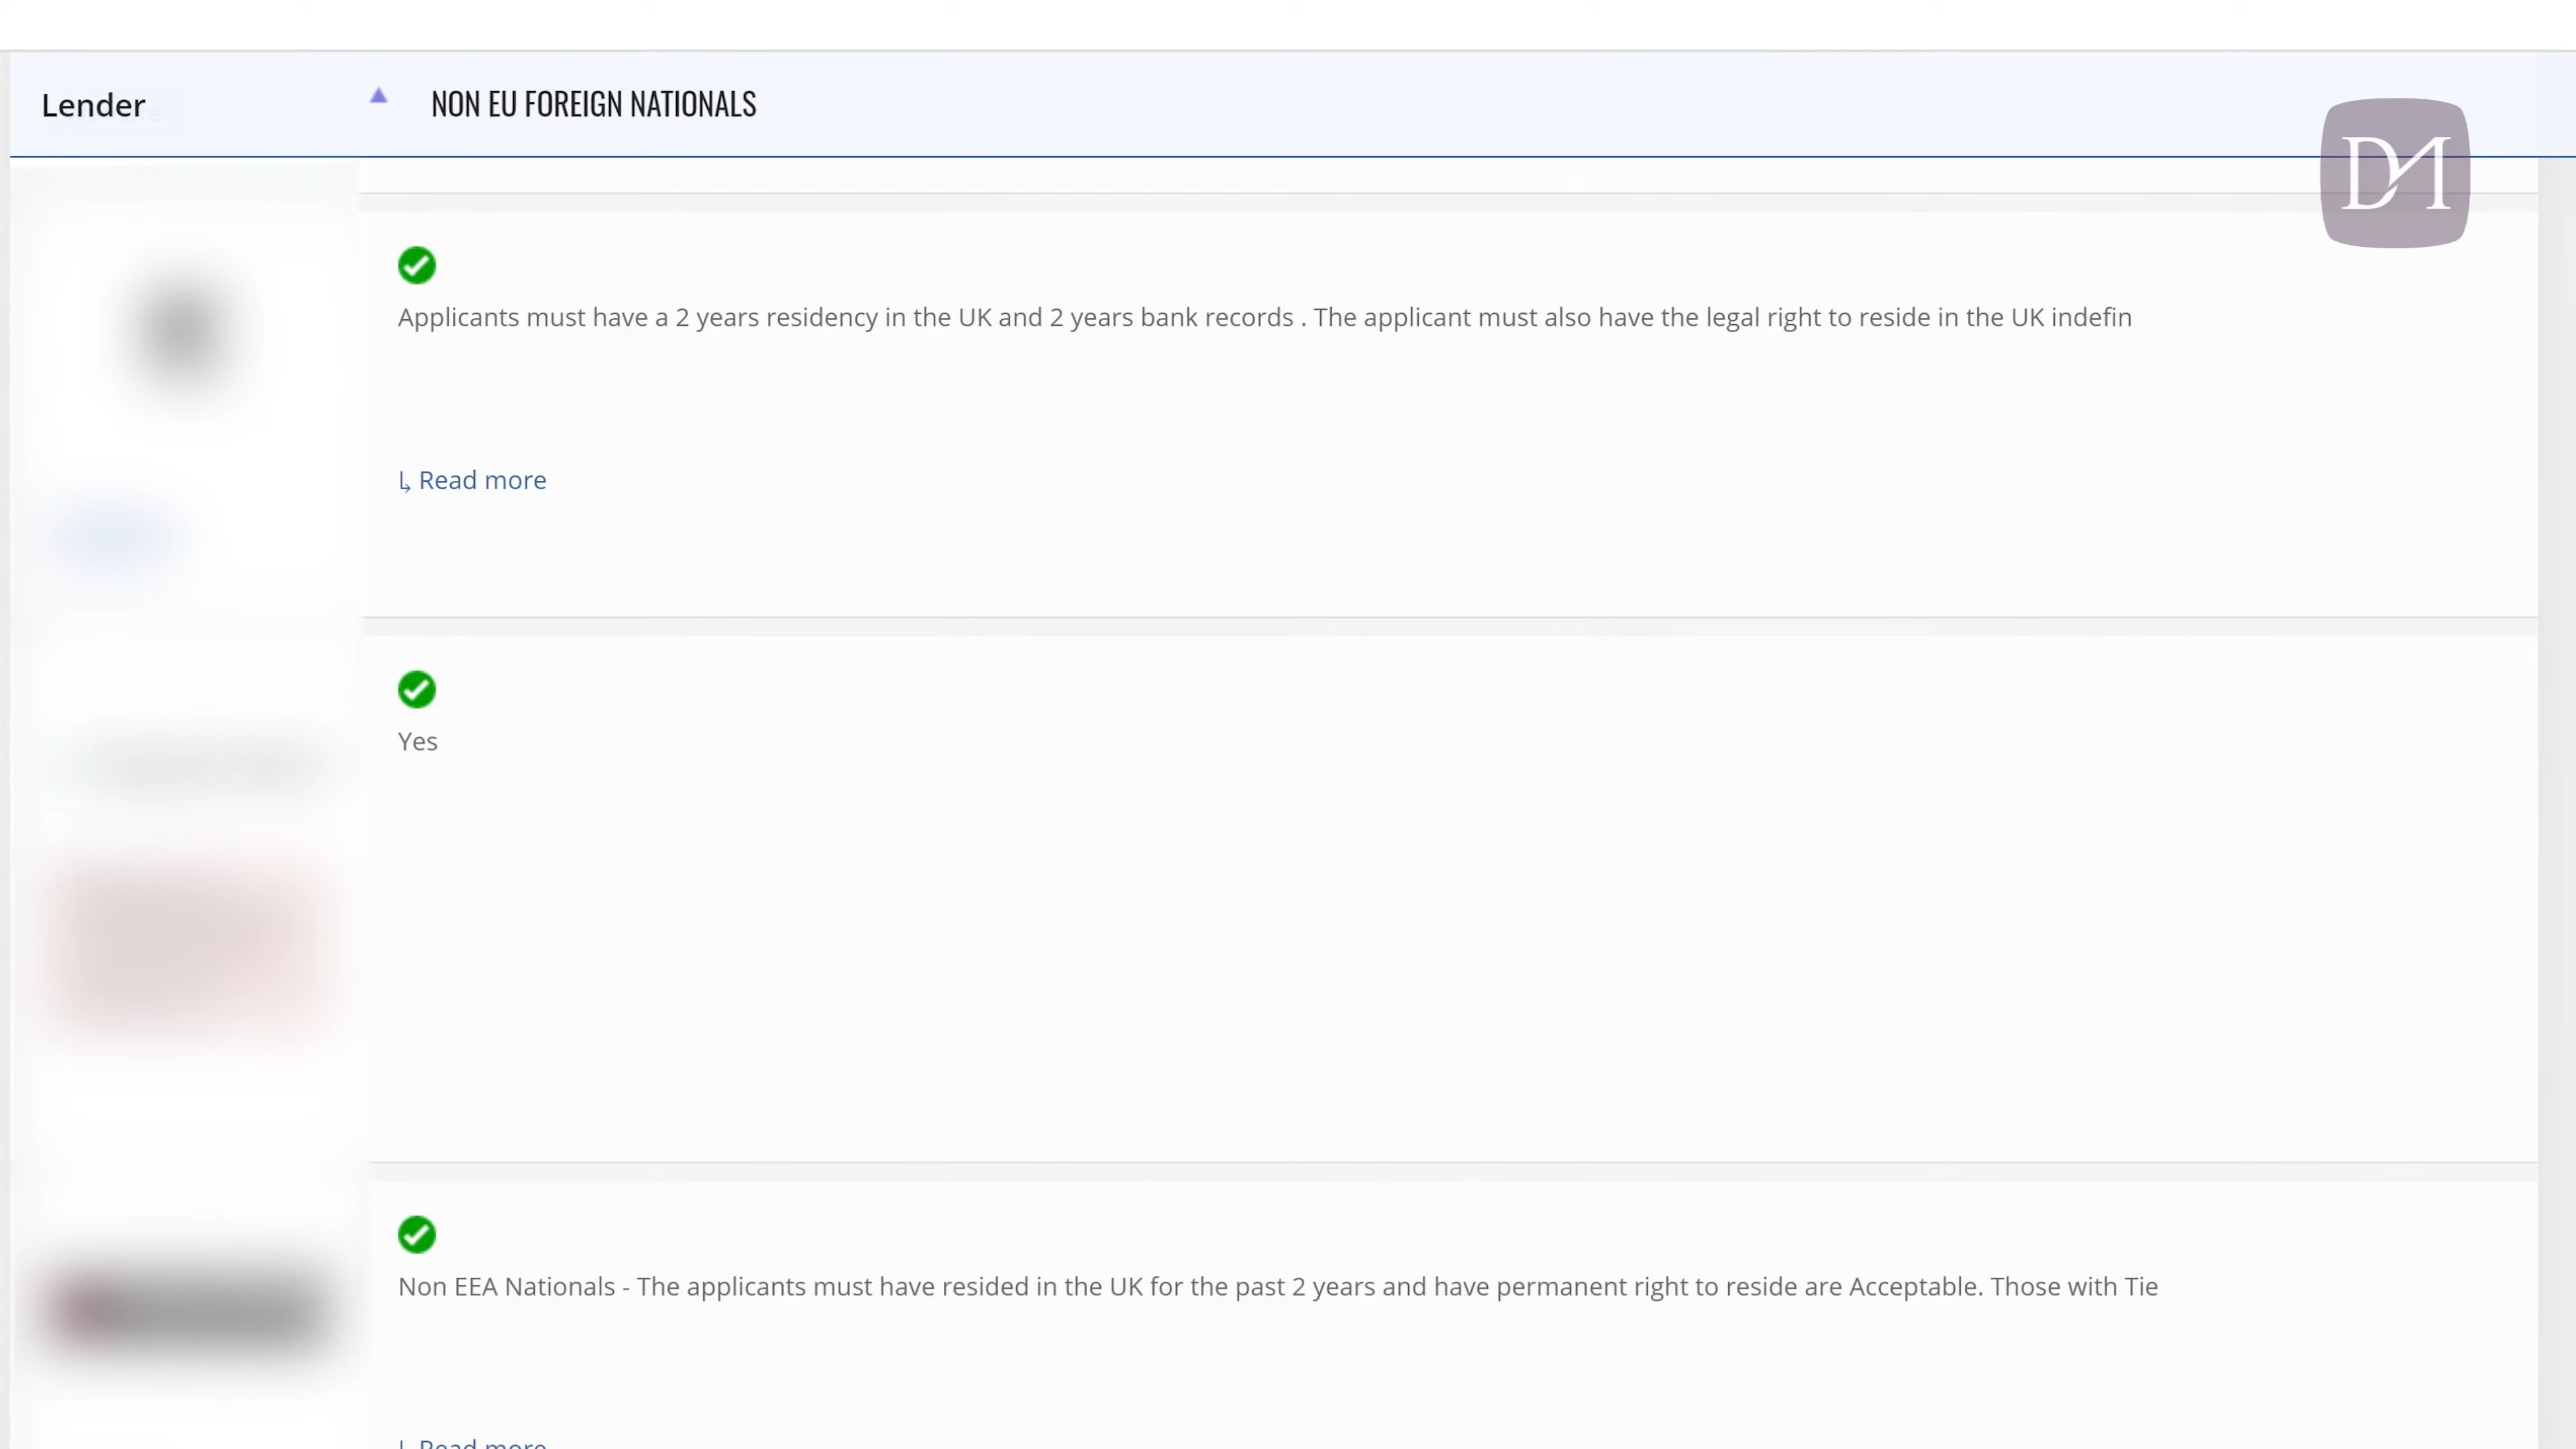 Lender
NON EU FOREIGN NATIONALS
DM
Applicants must have a 2 years residency in the UK and 2 years bank records . The applicant must also have the legal right to reside in the UK indefin
Read more
Yes
Non EEA Nationals - The applicants must have resided in the UK for the past 2 years and have permanent right to reside are Acceptable. Those with Tie
Read more